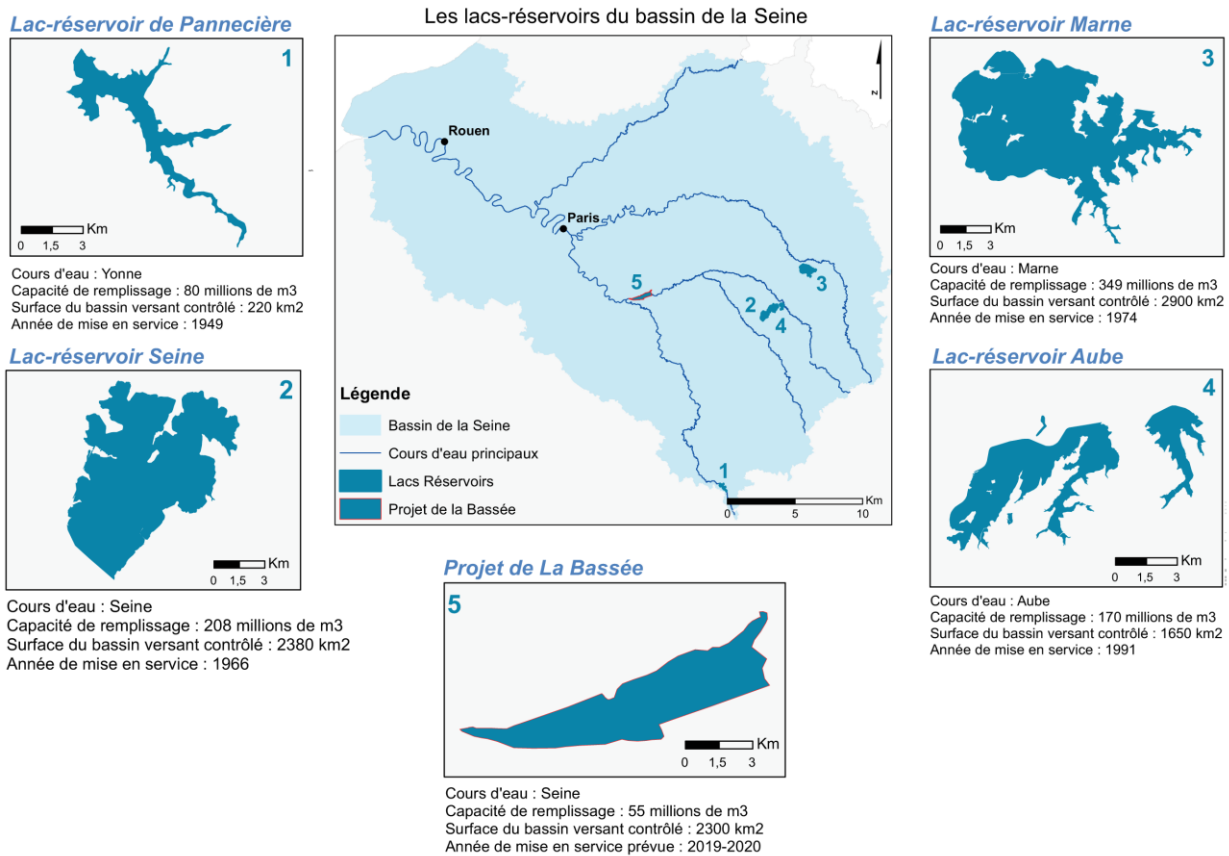 Les lacs-réservoirs du bassin de la Seine
Lac-réservoir de Pannecière
1
Km
0 1,5 3
Cours d'eau : Yonne
Capacité de remplissage : 80 millions de m3
Surface du bassin versant contrôlé : 220 km2
Année de mise en service : 1949
Lac-réservoir Seine
2
Km
0 1,5 3
Cours d'eau : Seine
Capacité de remplissage : 208 millions de m3
Surface du bassin versant contrôlé : 2380 km2
Année de mise en service : 1966
N
Rouen
Paris
5
3
2
4
1
Légende
Bassin de la Seine
Cours d'eau principaux
Lacs Réservoirs
Projet de la Bassée
Km
0 5 10
Projet de La Bassée
5
Km
0 1,5 3
Cours d'eau : Seine
Capacité de remplissage : 55 millions de m3
Surface du bassin versant contrôlé : 2300 km2
Année de mise en service prévue : 2019-2020
Lac-réservoir Marne
3
Km
0 1,5 3
Cours d'eau : Marne
Capacité de remplissage : 349 millions de m3
Surface du bassin versant contrôlé : 2900 km2
Année de mise en service : 1974
Lac-réservoir Aube
4
Km
0 1,5 3
Cours d'eau : Aube
Capacité de remplissage : 170 millions de m3
Surface du bassin versant contrôlé : 1650 km2
Année de mise en service : 1991